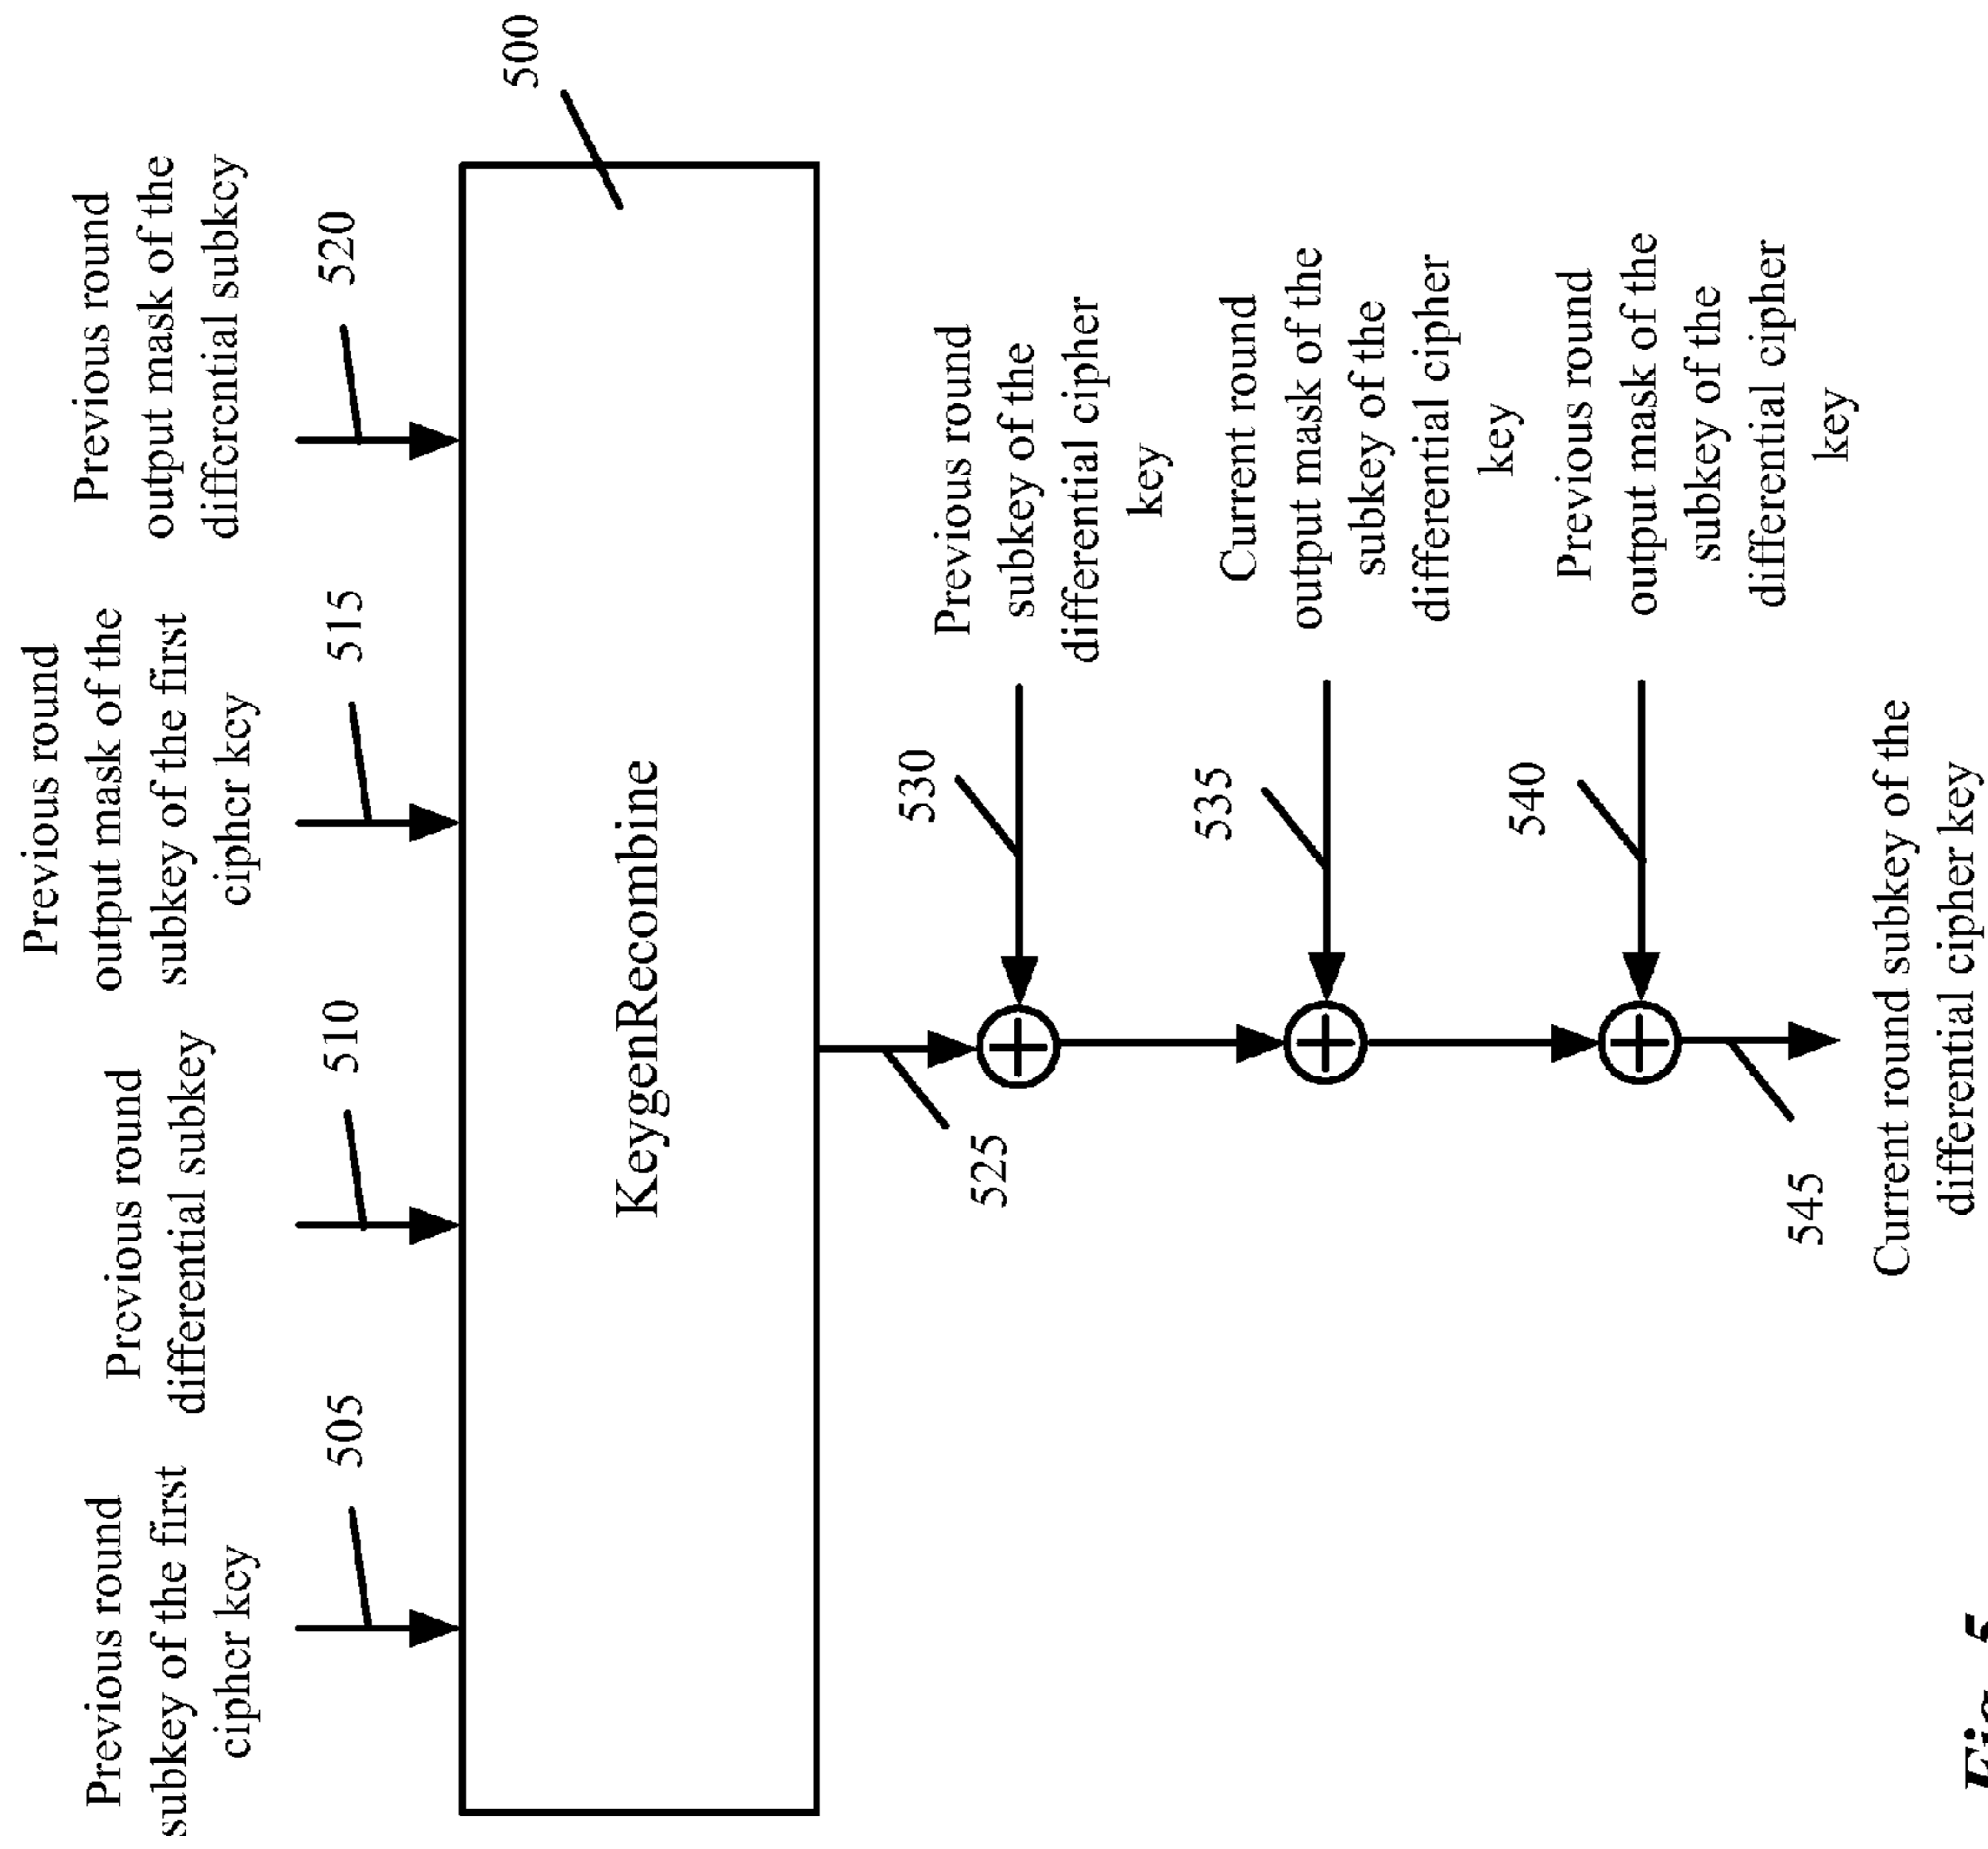 Previous round
subkey of the first
cipher key
505
Previous round
differential subkey
510
Previous round
output mask of the
subkey of the first
cipher key
515
Previous round
output mask of the
differential subkey
520
500
KeygenRecombine
525
530
Previous round
subkey of the
differential cipher
key
535
Current round
output mask of the
subkey of the
differential cipher
key
540
Previous round
output mask of the
subkey of the
differential cipher
key
545
Current round subkey of the
differential cipher key
Fig. 5